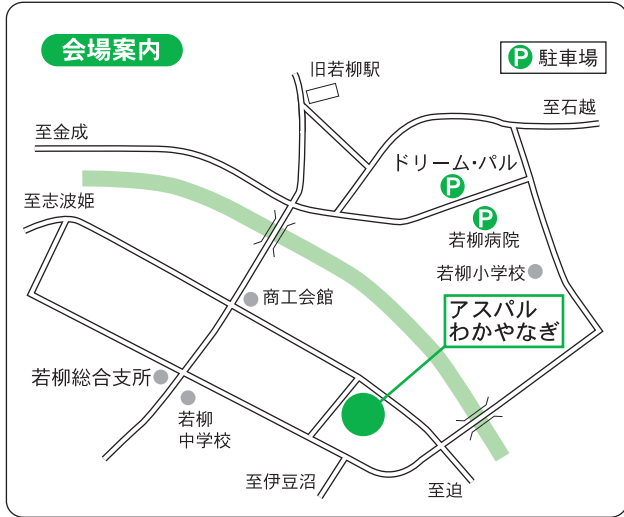 会場案内
P 駐車場
旧若柳駅
至石越
至金成
ドリーム・パル
P
至志波姫
P
若柳病院
若柳小学校
商工会館
アスパル
わかやなぎ
若柳総合支所
若柳
中学校
至伊豆沼
至迫